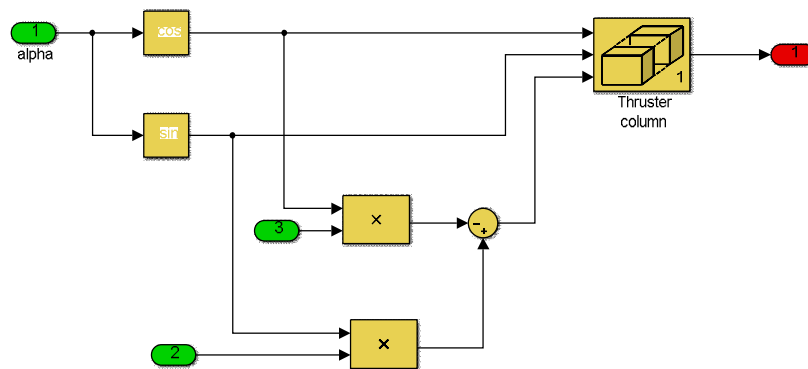 1
alpha
cos
sin
1
Thruster
column
1
3
×
-
+
2
×